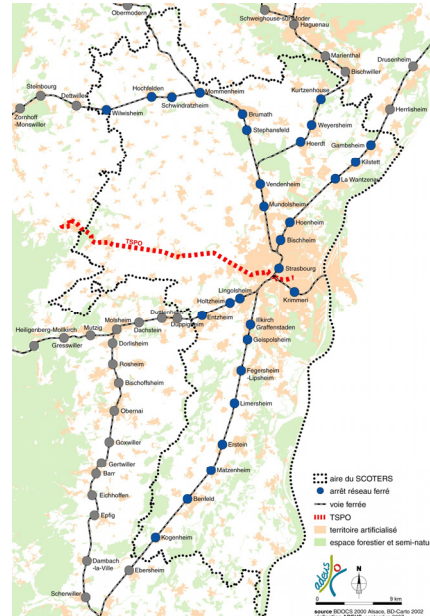 Obermodern
Schweighouse-sur-Moder
Haguenau
Marienthal
Drusenheim
Bischwiller
Steinbourg
Dettwiller
Hochfelden
Mommenheim
Kurtzenhouse
Zornhoff
-Monswiller
Wilwisheim
Schwindratzheim
Brumath
Herrlisheim
Stephansfeld
Weyersheim
Hoerdt
Gambsheim
Kilstett
Vendenheim
La Wantzenau
Mundolsheim
Hoenheim
Bischheim
TSPO
Strasbourg
Lingolsheim
Krimmeri
Holtzheim
Entzheim
Duppigheim
Dachstein
Molsheim
Mutzig
Heiligenberg-Mollkirch
Gresswiller
Dorlisheim
Illkirch
Graffenstaden
Geispolsheim
Rosheim
Fegersheim
-Lipsheim
Bischoffsheim
Limersheim
Obernai
Goxwiller
Erstein
Gertwiller
Barr
Matzenheim
Eichhoffen
Benfeld
Epfig
Kogenheim
Dambach
-la-Ville
Ebersheim
Scherwiller
aire du SCOTERS
arrêt réseau ferré
voie ferrée
TSPO
territoire artificialisé
espace forestier et semi-natu
adeus
N
0 9 km
source BDOCS 2000 Alsace, BD-Carto 2002